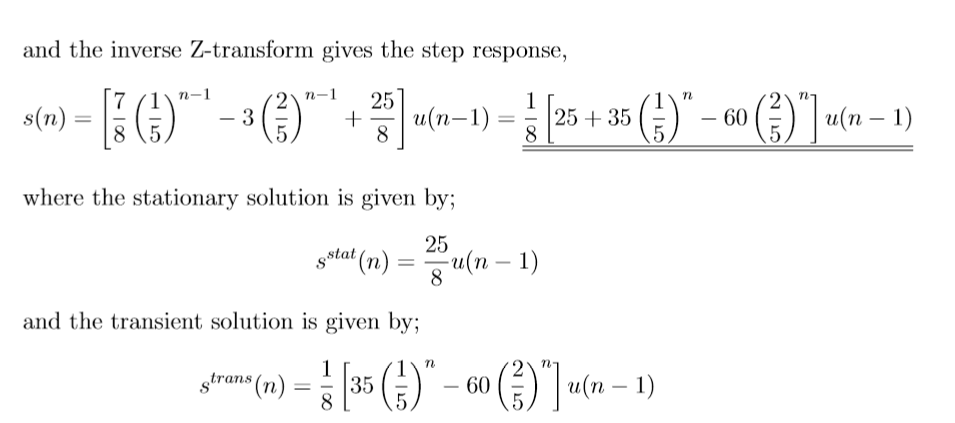 and the inverse Z-transform gives the step response,
s(n) = [7/8 (1/5)^{n−1} − 3 (2/5)^{n−1} + 25/8] u(n−1) = 1/8 [25 + 35 (1/5)^n − 60 (2/5)^n] u(n − 1)
where the stationary solution is given by;
s^{stat}(n) = 25/8 u(n − 1)
and the transient solution is given by;
s^{trans}(n) = 1/8 [35 (1/5)^n − 60 (2/5)^n] u(n − 1)